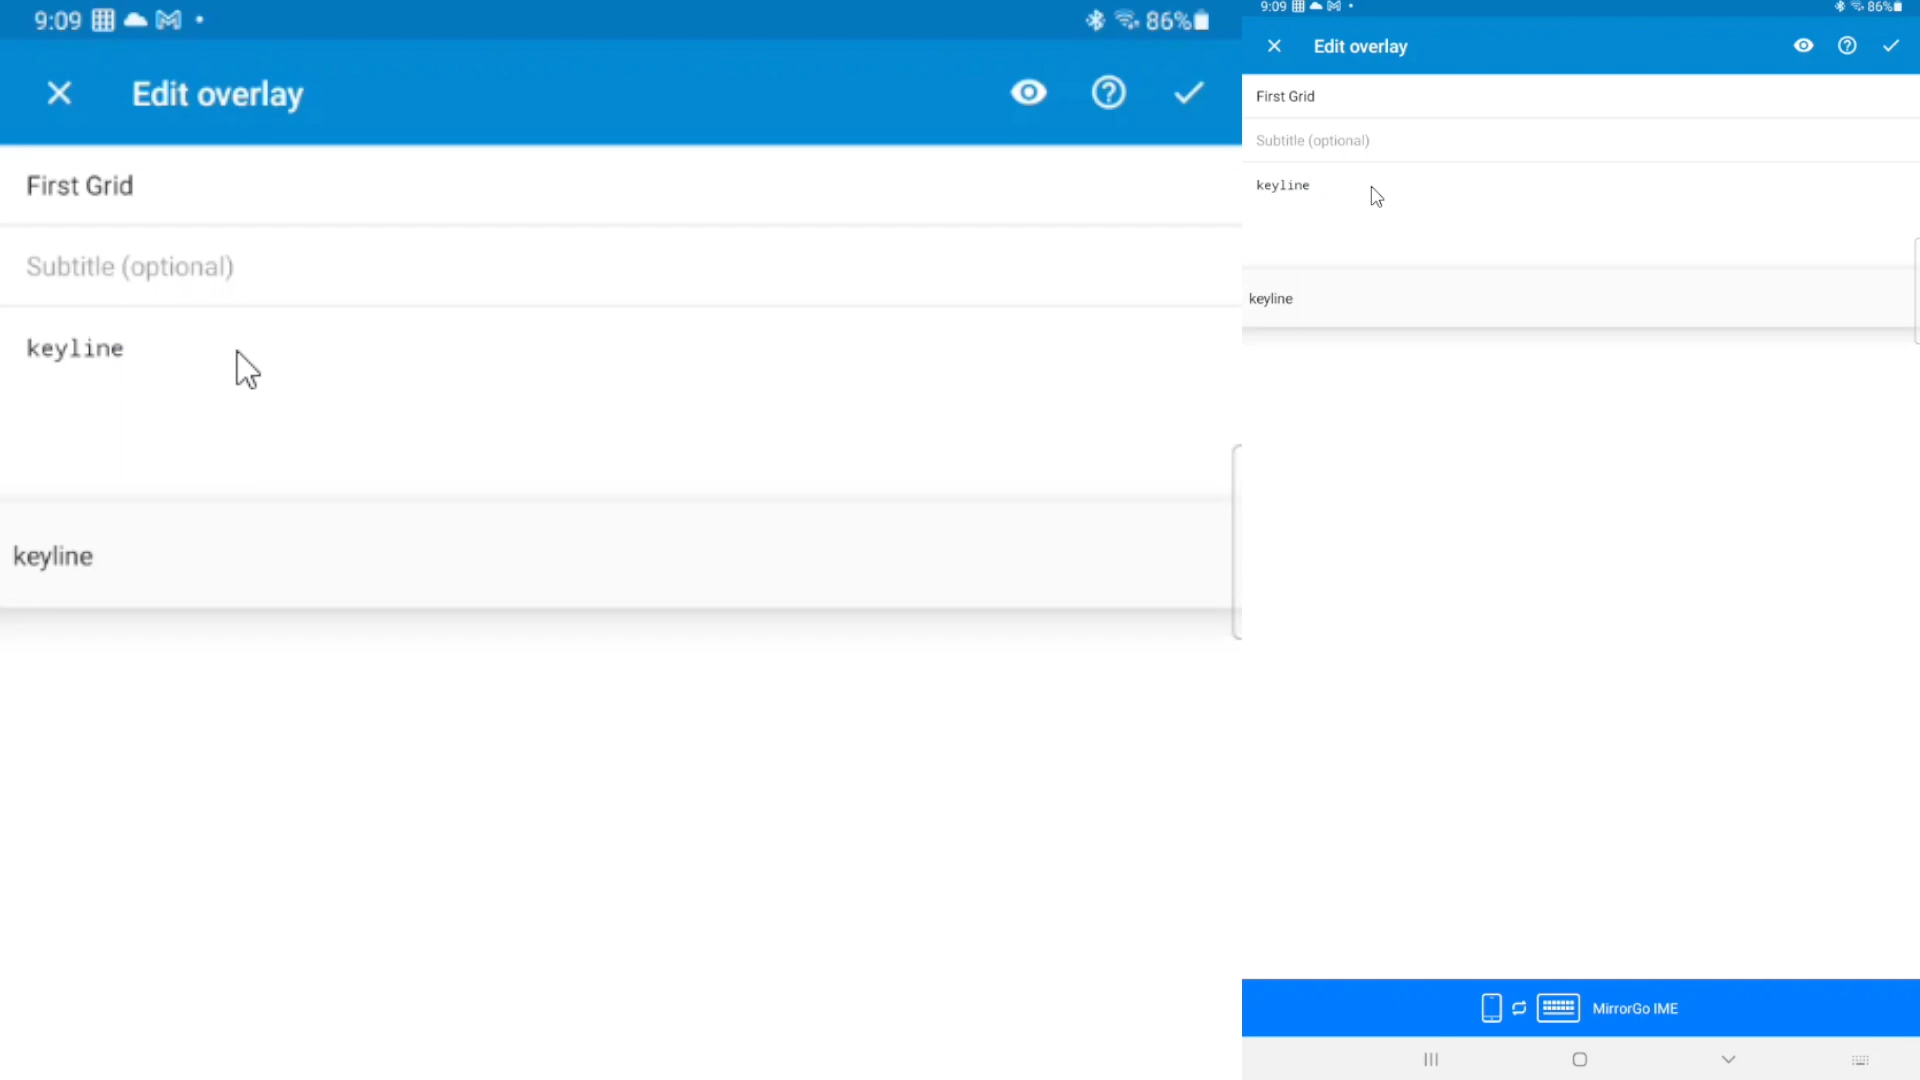 9:09 86%
Edit overlay
First Grid
Subtitle (optional)
keyline
keyline
9:09 86%
Edit overlay
First Grid
Subtitle (optional)
keyline
keyline
MirrorGo IME